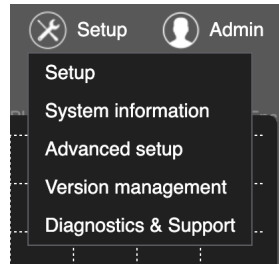 Setup Admin
Setup
System information
Advanced setup
Version management
Diagnostics & Support